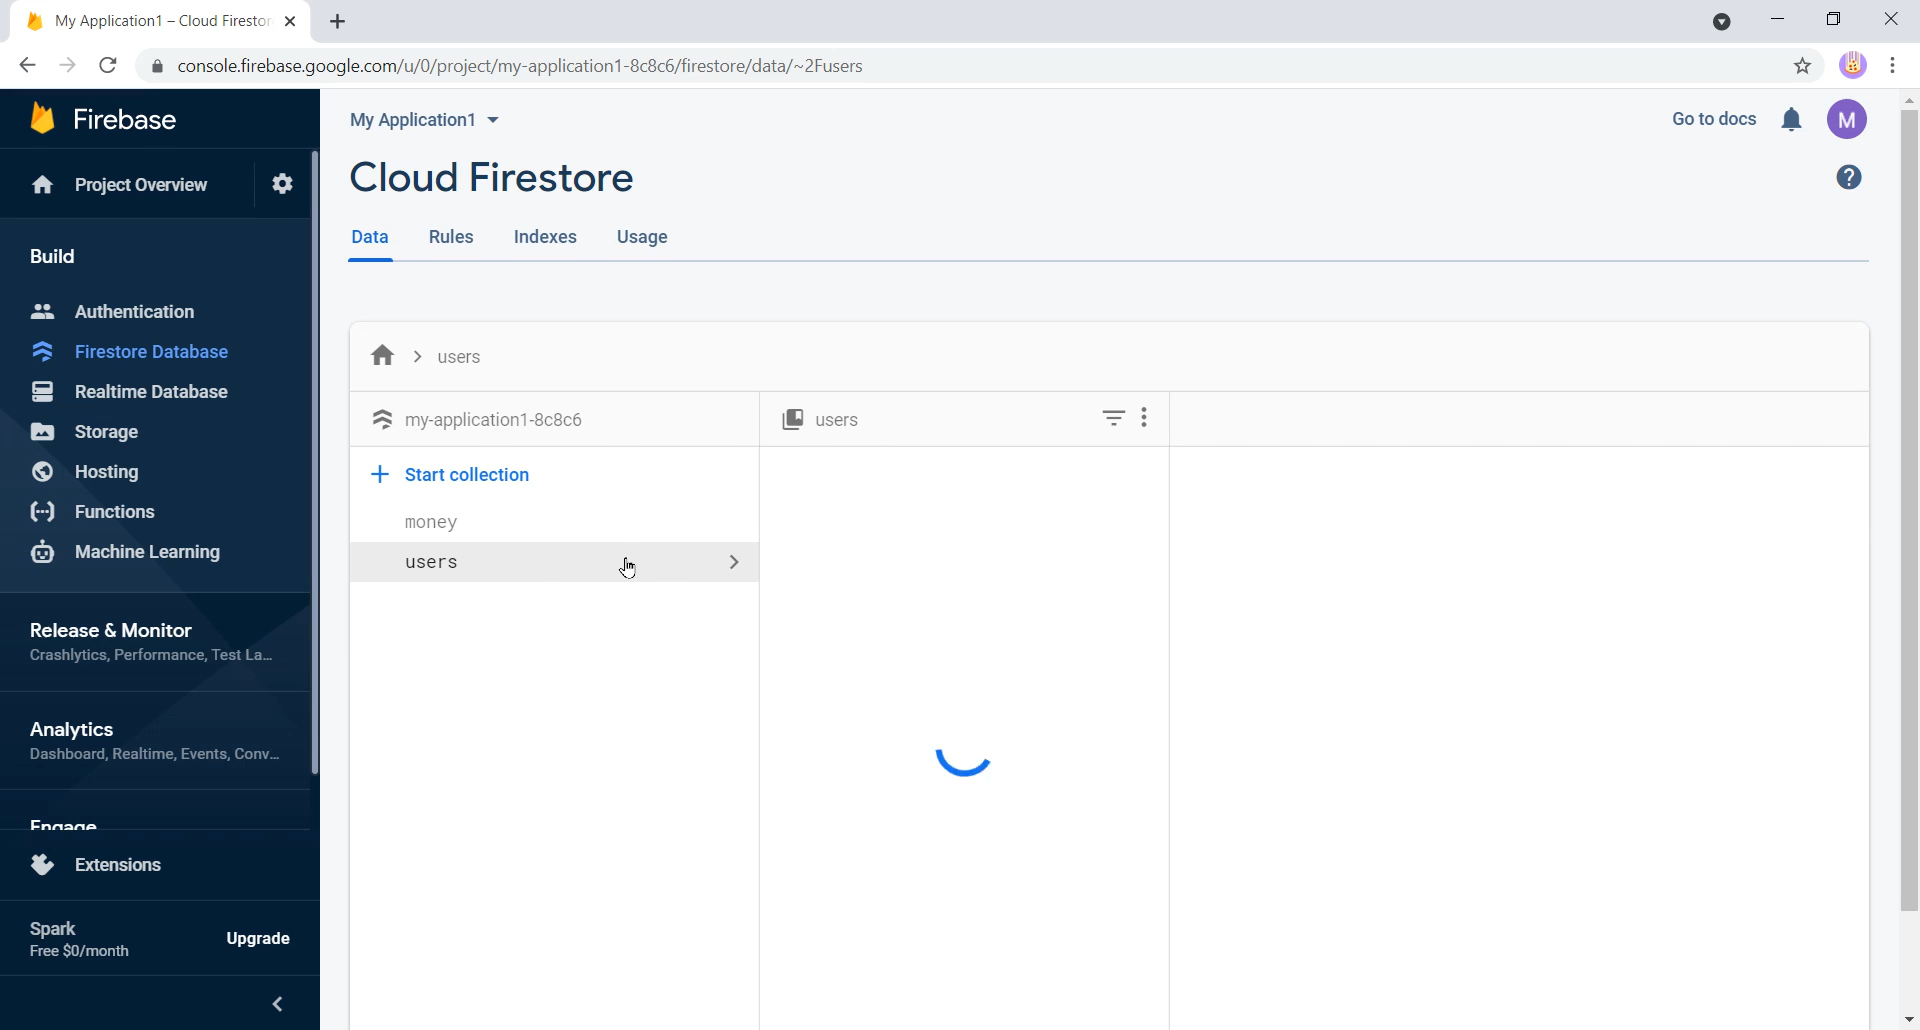 My Application1 – Cloud Firestor
console.firebase.google.com/u/0/project/my-application1-8c8c6/firestore/data/~2Fusers
Firebase
My Application1
Go to docs
M
Project Overview
Cloud Firestore
Data Rules Indexes Usage
Build
Authentication
Firestore Database
Realtime Database
Storage
Hosting
Functions
Machine Learning
Release & Monitor
Crashlytics, Performance, Test La...
Analytics
Dashboard, Realtime, Events, Conv...
Engage
Extensions
Spark
Free $0/month
Upgrade
users
my-application1-8c8c6
users
Start collection
money
users